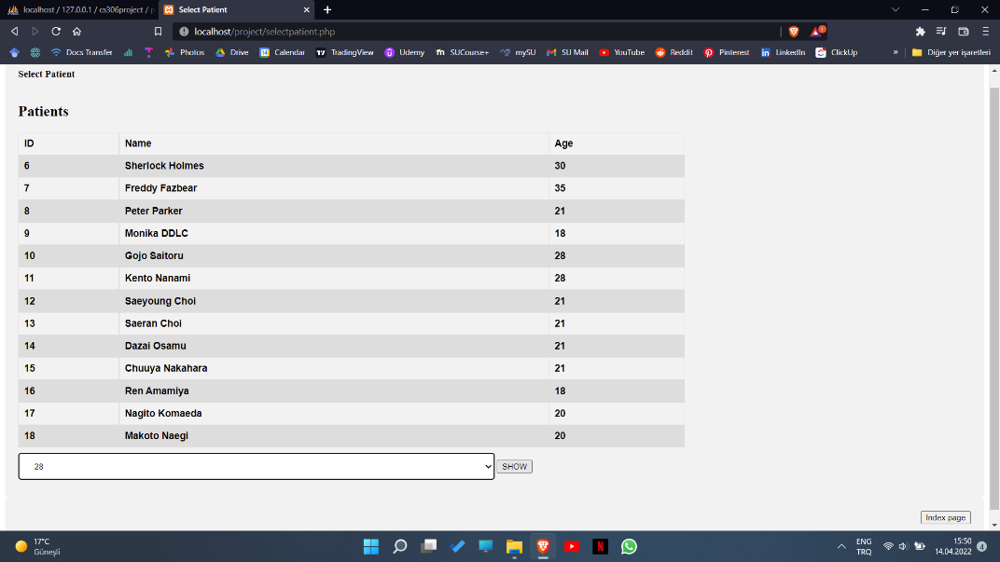 localhost / 127.0.0.1 / cs306project / p
Select Patient
localhost/project/selectpatient.php
1
Docs Transfer
Photos
Drive
Calendar
TradingView
Udemy
SUCourse+
mySU
SU Mail
YouTube
Reddit
Pinterest
LinkedIn
ClickUp
»
Diğer yer işaretleri
Select Patient
Patients
ID Name Age
6 Sherlock Holmes 30
7 Freddy Fazbear 35
8 Peter Parker 21
9 Monika DDLC 18
10 Gojo Saitoru 28
11 Kento Nanami 28
12 Saeyoung Choi 21
13 Saeran Choi 21
14 Dazai Osamu 21
15 Chuuya Nakahara 21
16 Ren Amamiya 18
17 Nagito Komaeda 20
18 Makoto Naegi 20
28
SHOW
Index page
17°C
Güneşli
ENG
TRQ
15:50
14.04.2022
4